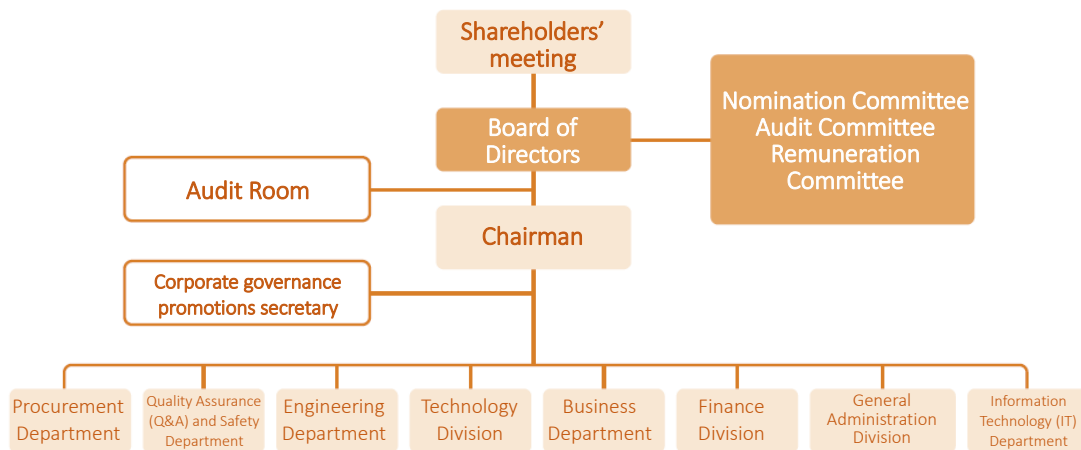 Shareholders'
meeting
Nomination Committee
Audit Committee
Remuneration
Committee
Board of
Directors
Audit Room
Chairman
Corporate governance
promotions secretary
Procurement
Department
Quality Assurance
(Q&A) and Safety
Department
Engineering
Department
Technology
Division
Business
Department
Finance
Division
General
Administration
Division
Information
Technology (IT)
Department